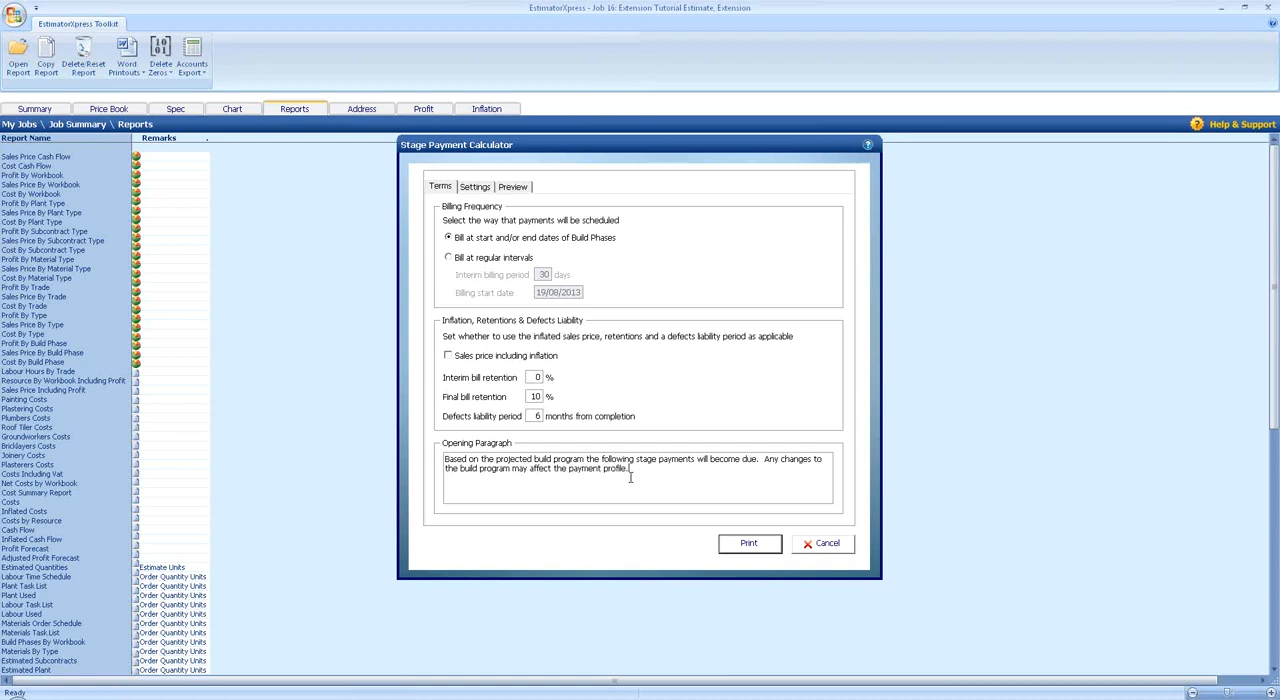 EstimatorXpress - Job 16: Extension Tutorial Estimate, Extension
EstimatorXpress Toolkit
Open Report
Copy Report
Delete/Reset Report
Word Printouts
Delete Zeros
Accounts Export
Summary
Price Book
Spec
Chart
Reports
Address
Profit
Inflation
My Jobs \ Job Summary \ Reports
Help & Support
Report Name
Remarks
Sales Price Cash Flow
Cost Cash Flow
Profit By Workbook
Sales Price By Workbook
Cost By Workbook
Profit By Plant Type
Sales Price By Plant Type
Cost By Plant Type
Profit By Subcontract Type
Sales Price By Subcontract Type
Cost By Subcontract Type
Profit By Material Type
Sales Price By Material Type
Cost By Material Type
Profit By Trade
Sales Price By Trade
Cost By Trade
Profit By Type
Sales Price By Type
Cost By Type
Profit By Build Phase
Sales Price By Build Phase
Cost By Build Phase
Labour Hours By Trade
Resource By Workbook Including Profit
Sales Price Including Profit
Painting Costs
Plastering Costs
Plumbers Costs
Roof Tiler Costs
Groundworkers Costs
Bricklayers Costs
Joinery Costs
Plasterers Costs
Costs Including Vat
Net Costs by Workbook
Cost Summary Report
Costs
Inflated Costs
Costs by Resource
Cash Flow
Inflated Cash Flow
Profit Forecast
Adjusted Profit Forecast
Estimated Quantities Estimate Units
Labour Time Schedule Order Quantity Units
Plant Task List Order Quantity Units
Plant Used Order Quantity Units
Labour Task List Order Quantity Units
Labour Used Order Quantity Units
Materials Order Schedule Order Quantity Units
Materials Task List Order Quantity Units
Build Phases By Workbook Order Quantity Units
Materials By Type Order Quantity Units
Estimated Subcontracts Order Quantity Units
Estimated Plant Order Quantity Units
Stage Payment Calculator
Terms
Settings
Preview
Billing Frequency
Select the way that payments will be scheduled
Bill at start and/or end dates of Build Phases
Bill at regular intervals
Interim billing period 30 days
Billing start date 19/08/2013
Inflation, Retentions & Defects Liability
Set whether to use the inflated sales price, retentions and a defects liability period as applicable
Sales price including inflation
Interim bill retention 0 %
Final bill retention 10 %
Defects liability period 6 months from completion
Opening Paragraph
Based on the projected build program the following stage payments will become due. Any changes to
the build program may affect the payment profile.
Print
Cancel
Ready